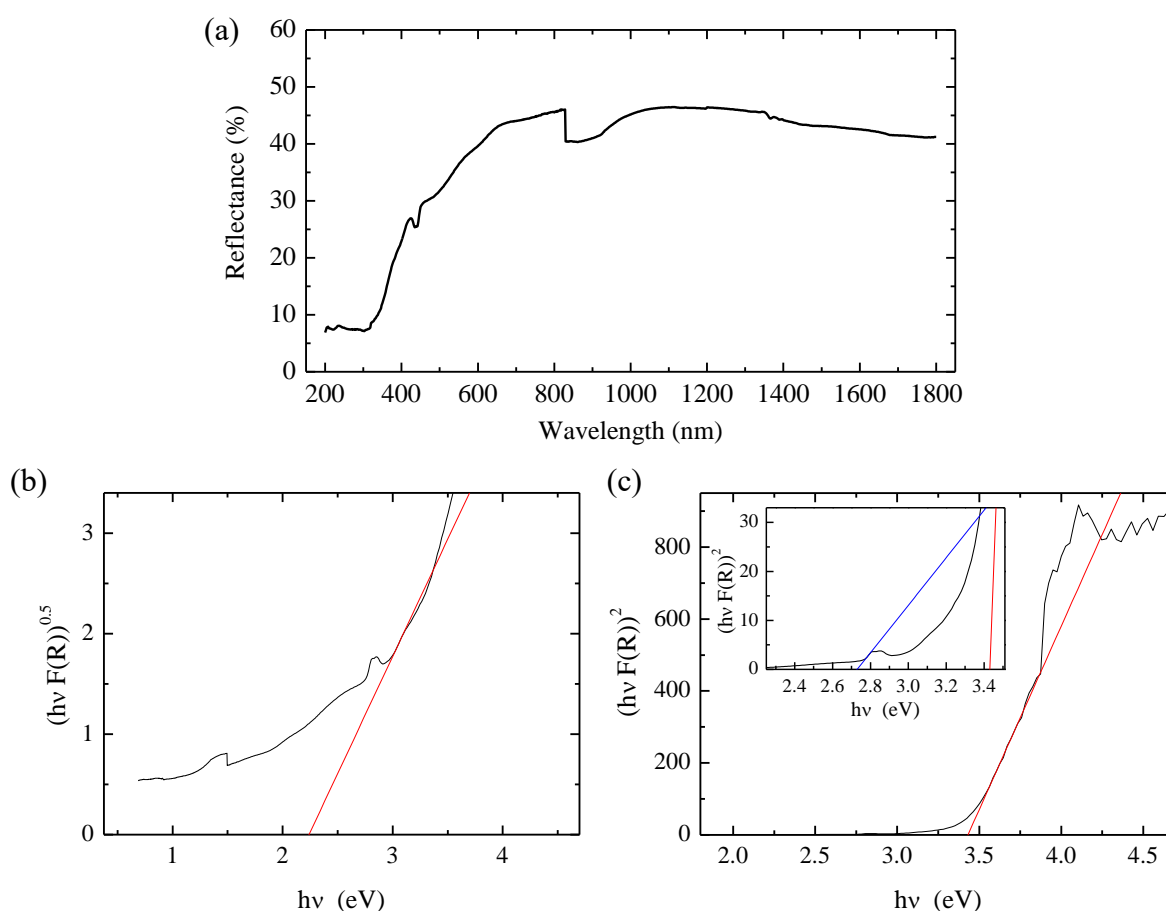 (a)
60
50
40
30
20
10
0
Reflectance (%)
200 400 600 800 1000 1200 1400 1600 1800
Wavelength (nm)
(b)
3
2
1
0
(hν F(R))^0.5
1 2 3 4
hν (eV)
(c)
800
600
400
200
0
(hν F(R))^2
2.0 2.5 3.0 3.5 4.0 4.5
hν (eV)
30
20
10
0
(hν F(R))^2
2.4 2.6 2.8 3.0 3.2 3.4
hν (eV)